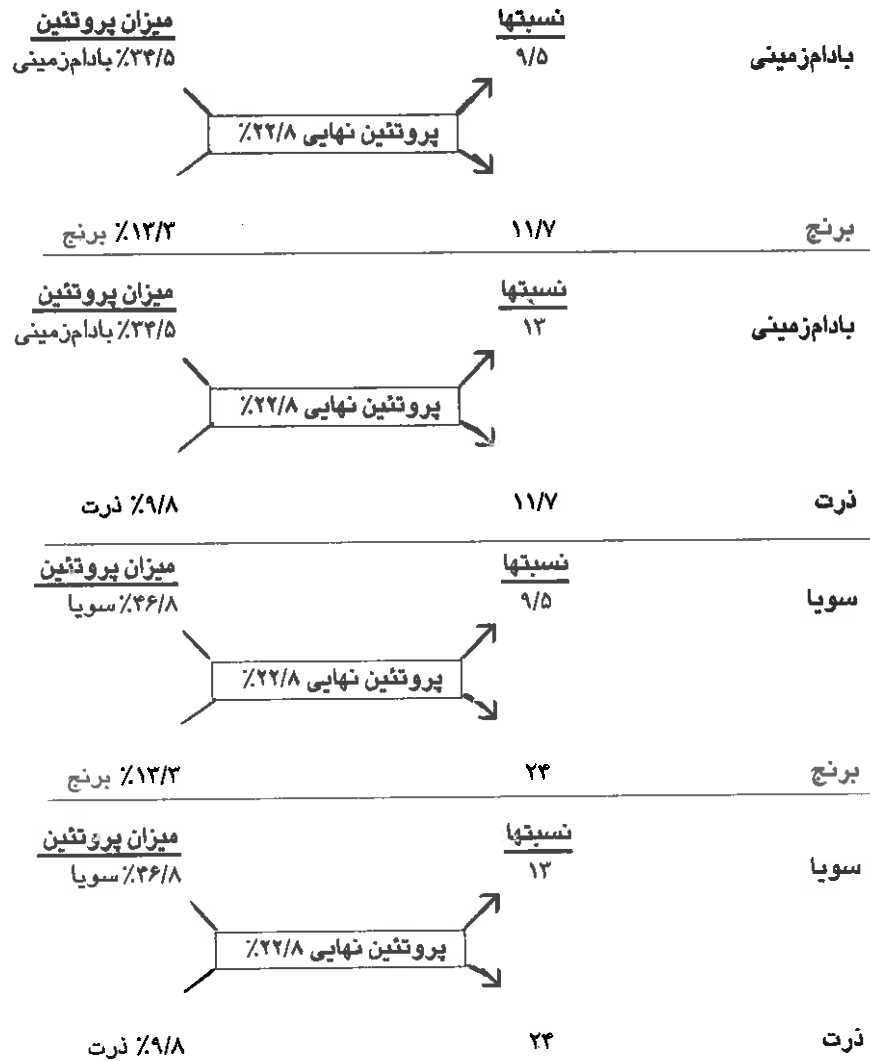 نسبتها میزان پروتئین
بادام‌زمینی ۹/۵ ٪۳۴/۵ بادام‌زمینی
پروتئین نهایی ۲۲/۸٪
برنج ۱۱/۷ ٪۱۳/۳ برنج
نسبتها میزان پروتئین
بادام‌زمینی ۱۳ ٪۳۴/۵ بادام‌زمینی
پروتئین نهایی ۲۲/۸٪
ذرت ۱۱/۷ ٪۹/۸ ذرت
نسبتها میزان پروتئین
سویا ۹/۵ ٪۴۶/۸ سویا
پروتئین نهایی ۲۲/۸٪
برنج ۲۴ ٪۱۳/۳ برنج
نسبتها میزان پروتئین
سویا ۱۳ ٪۴۶/۸ سویا
پروتئین نهایی ۲۲/۸٪
ذرت ۲۴ ٪۹/۸ ذرت